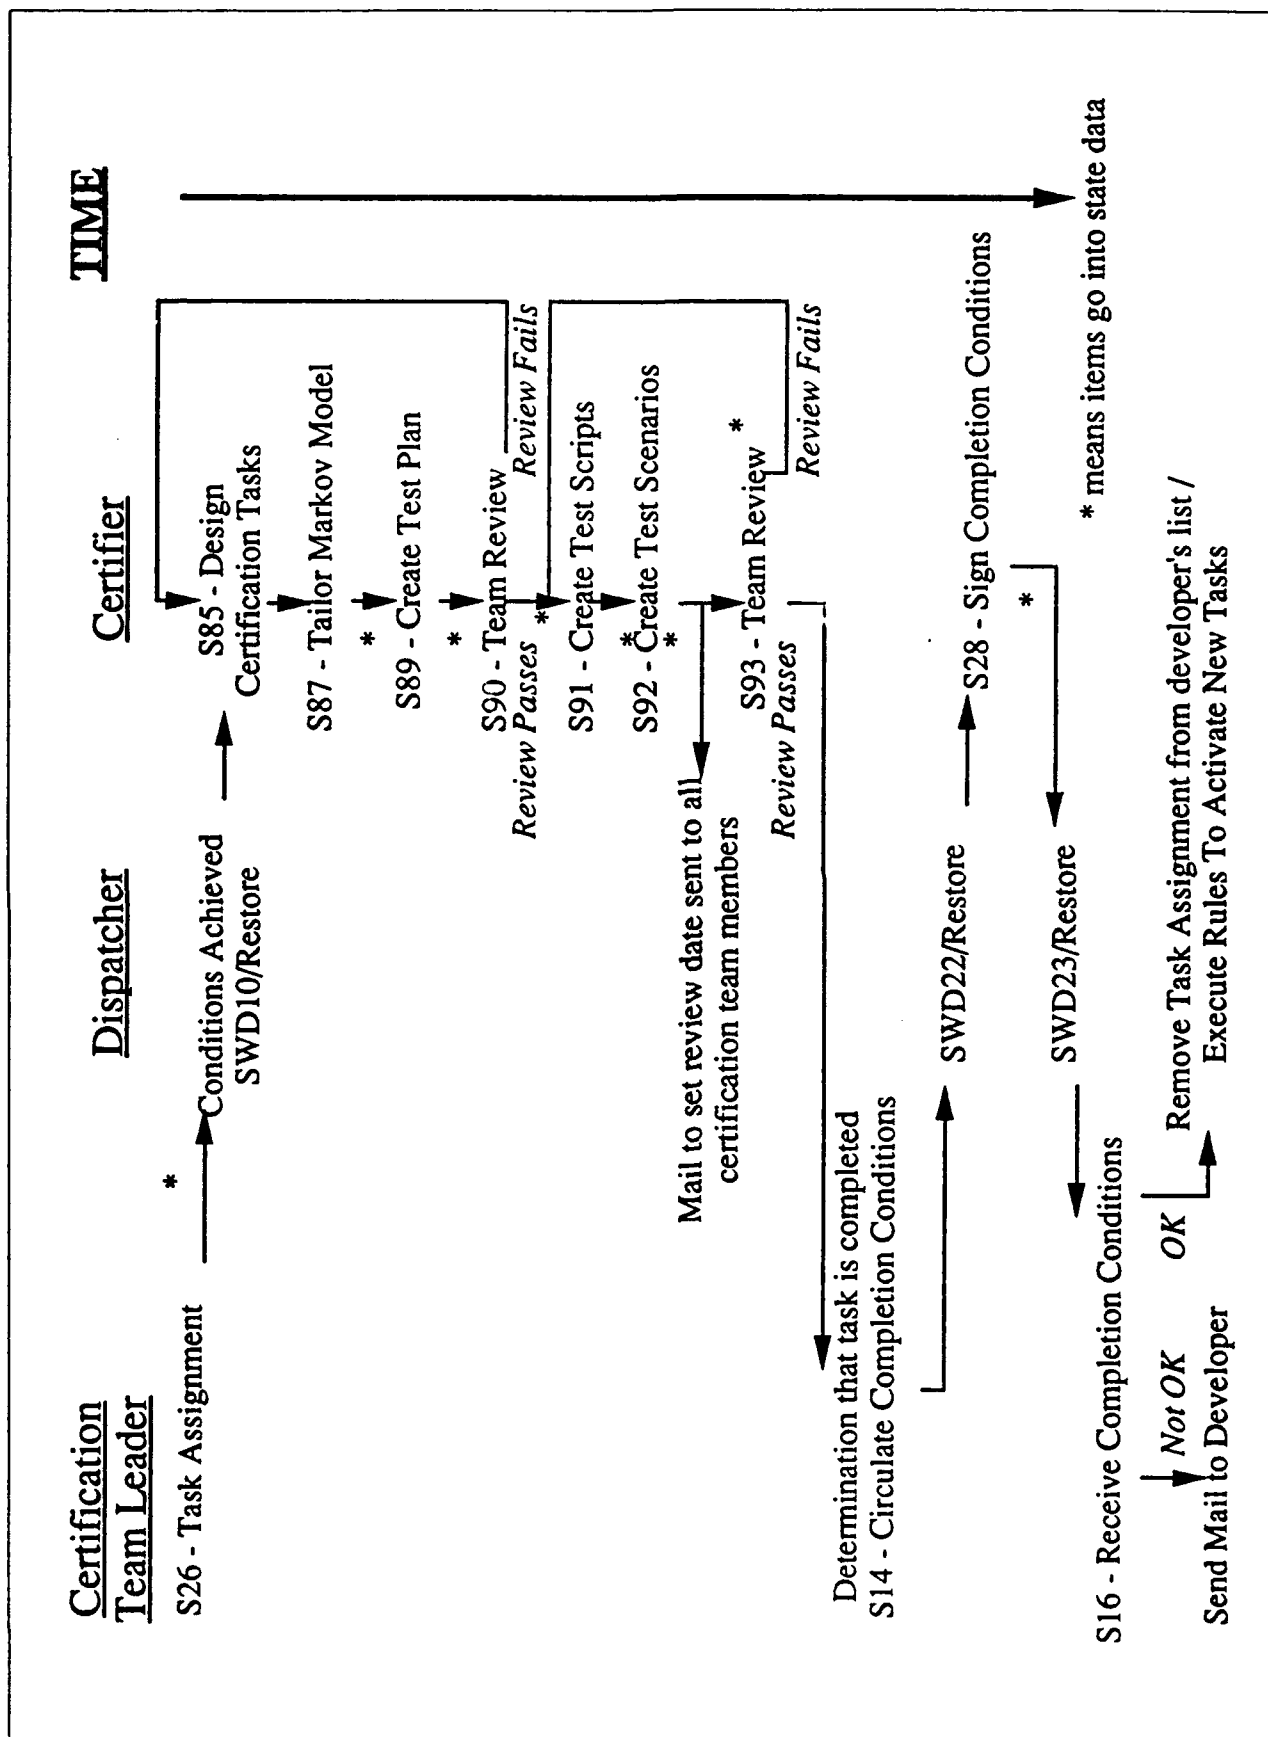 Certification
Team Leader
Dispatcher
Certifier
TIME
S26 - Task Assignment
*
Conditions Achieved
SWD10/Restore
S85 - Design
Certification Tasks
S87 - Tailor Markov Model
*
S89 - Create Test Plan
*
S90 - Team Review
Review Passes
*
Review Fails
S91 - Create Test Scripts
*
S92 - Create Test Scenarios
*
Mail to set review date sent to all
certification team members
S93 - Team Review
*
Review Passes
Review Fails
Determination that task is completed
S14 - Circulate Completion Conditions
SWD22/Restore
S28 - Sign Completion Conditions
*
SWD23/Restore
* means items go into state data
S16 - Receive Completion Conditions
Not OK
OK
Remove Task Assignment from developer's list /
Execute Rules To Activate New Tasks
Send Mail to Developer